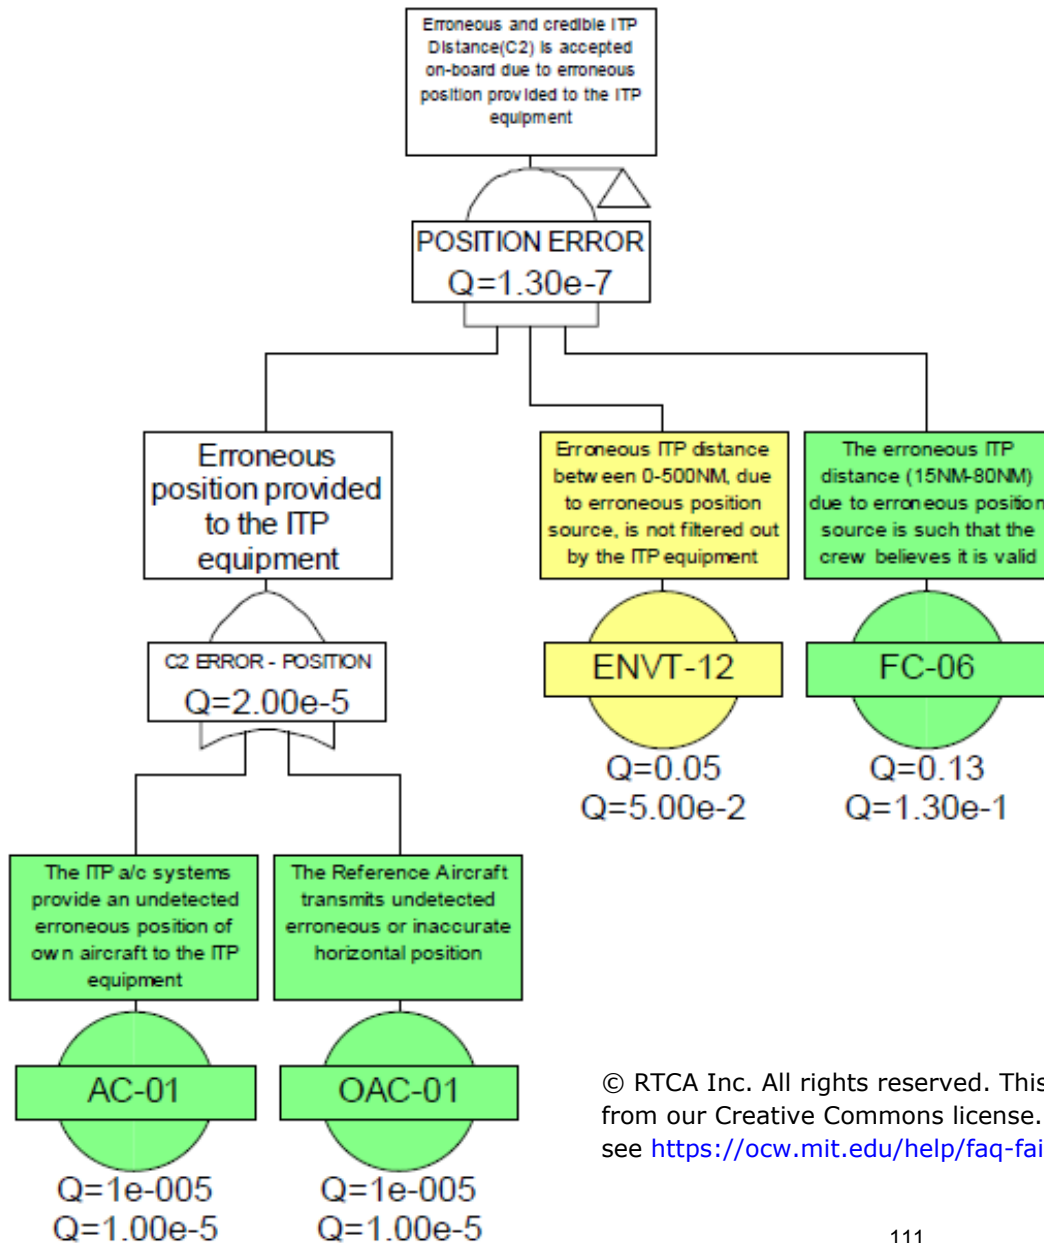 Erroneous and credible ITP
Distance(C2) is accepted
on-board due to erroneous
position provided to the ITP
equipment
POSITION ERROR
Q=1.30e-7
Erroneous
position provided
to the ITP
equipment
C2 ERROR - POSITION
Q=2.00e-5
Erroneous ITP distance
between 0-500NM, due
to erroneous position
source, is not filtered out
by the ITP equipment
ENVT-12
Q=0.05
Q=5.00e-2
The erroneous ITP
distance (15NM-80NM)
due to erroneous position
source is such that the
crew believes it is valid
FC-06
Q=0.13
Q=1.30e-1
The ITP a/c systems
provide an undetected
erroneous position of
own aircraft to the ITP
equipment
AC-01
Q=1e-005
Q=1.00e-5
The Reference Aircraft
transmits undetected
erroneous or inaccurate
horizontal position
OAC-01
Q=1e-005
Q=1.00e-5
© RTCA Inc. All rights reserved. This
from our Creative Commons license.
see https://ocw.mit.edu/help/faq-fai
111